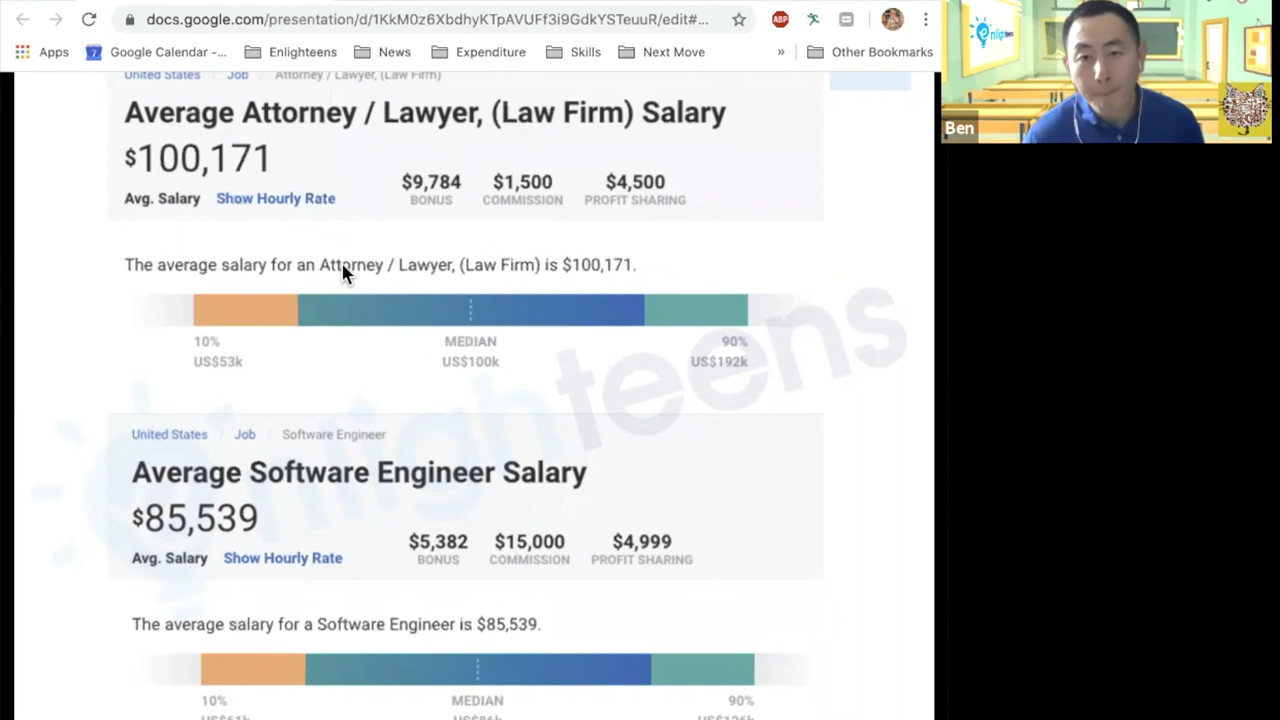 docs.google.com/presentation/d/1KkM0z6XbdhyKTpAVUFf3i9GdkYSTeuuR/edit#...
ABP
Apps
7
Google Calendar -...
Enlighteens
News
Expenditure
Skills
Next Move
»
Other Bookmarks
enlighteens
Ben
United States / Job / Attorney / Lawyer, (Law Firm)
Average Attorney / Lawyer, (Law Firm) Salary
$100,171
Avg. Salary Show Hourly Rate
$9,784 $1,500 $4,500
BONUS COMMISSION PROFIT SHARING
The average salary for an Attorney / Lawyer, (Law Firm) is $100,171.
10% MEDIAN 90%
US$53k US$100k US$192k
enlighteens
United States / Job / Software Engineer
Average Software Engineer Salary
$85,539
Avg. Salary Show Hourly Rate
$5,382 $15,000 $4,999
BONUS COMMISSION PROFIT SHARING
The average salary for a Software Engineer is $85,539.
10% MEDIAN 90%